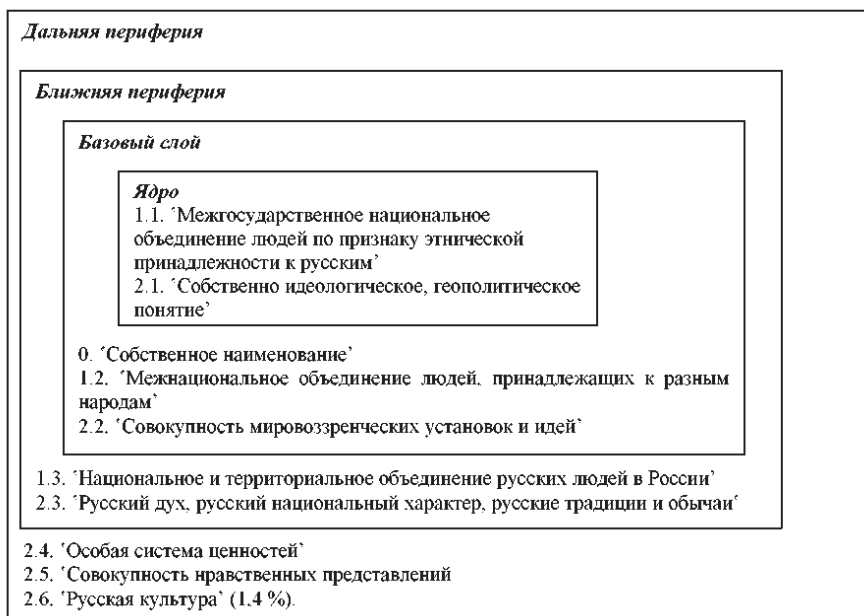 Дальняя периферия
Ближняя периферия
Базовый слой
Ядро
1.1. ‘Межгосударственное национальное
объединение людей по признаку этнической
принадлежности к русским’
2.1. ‘Собственно идеологическое, геополитическое
понятие’
0. ‘Собственное наименование’
1.2. ‘Межнациональное объединение людей, принадлежащих к разным
народам’
2.2. ‘Совокупность мировоззренческих установок и идей’
1.3. ‘Национальное и территориальное объединение русских людей в России’
2.3. ‘Русский дух, русский национальный характер, русские традиции и обычаи‘
2.4. ‘Особая система ценностей’
2.5. ‘Совокупность нравственных представлений
2.6. ‘Русская культура’ (1,4 %).